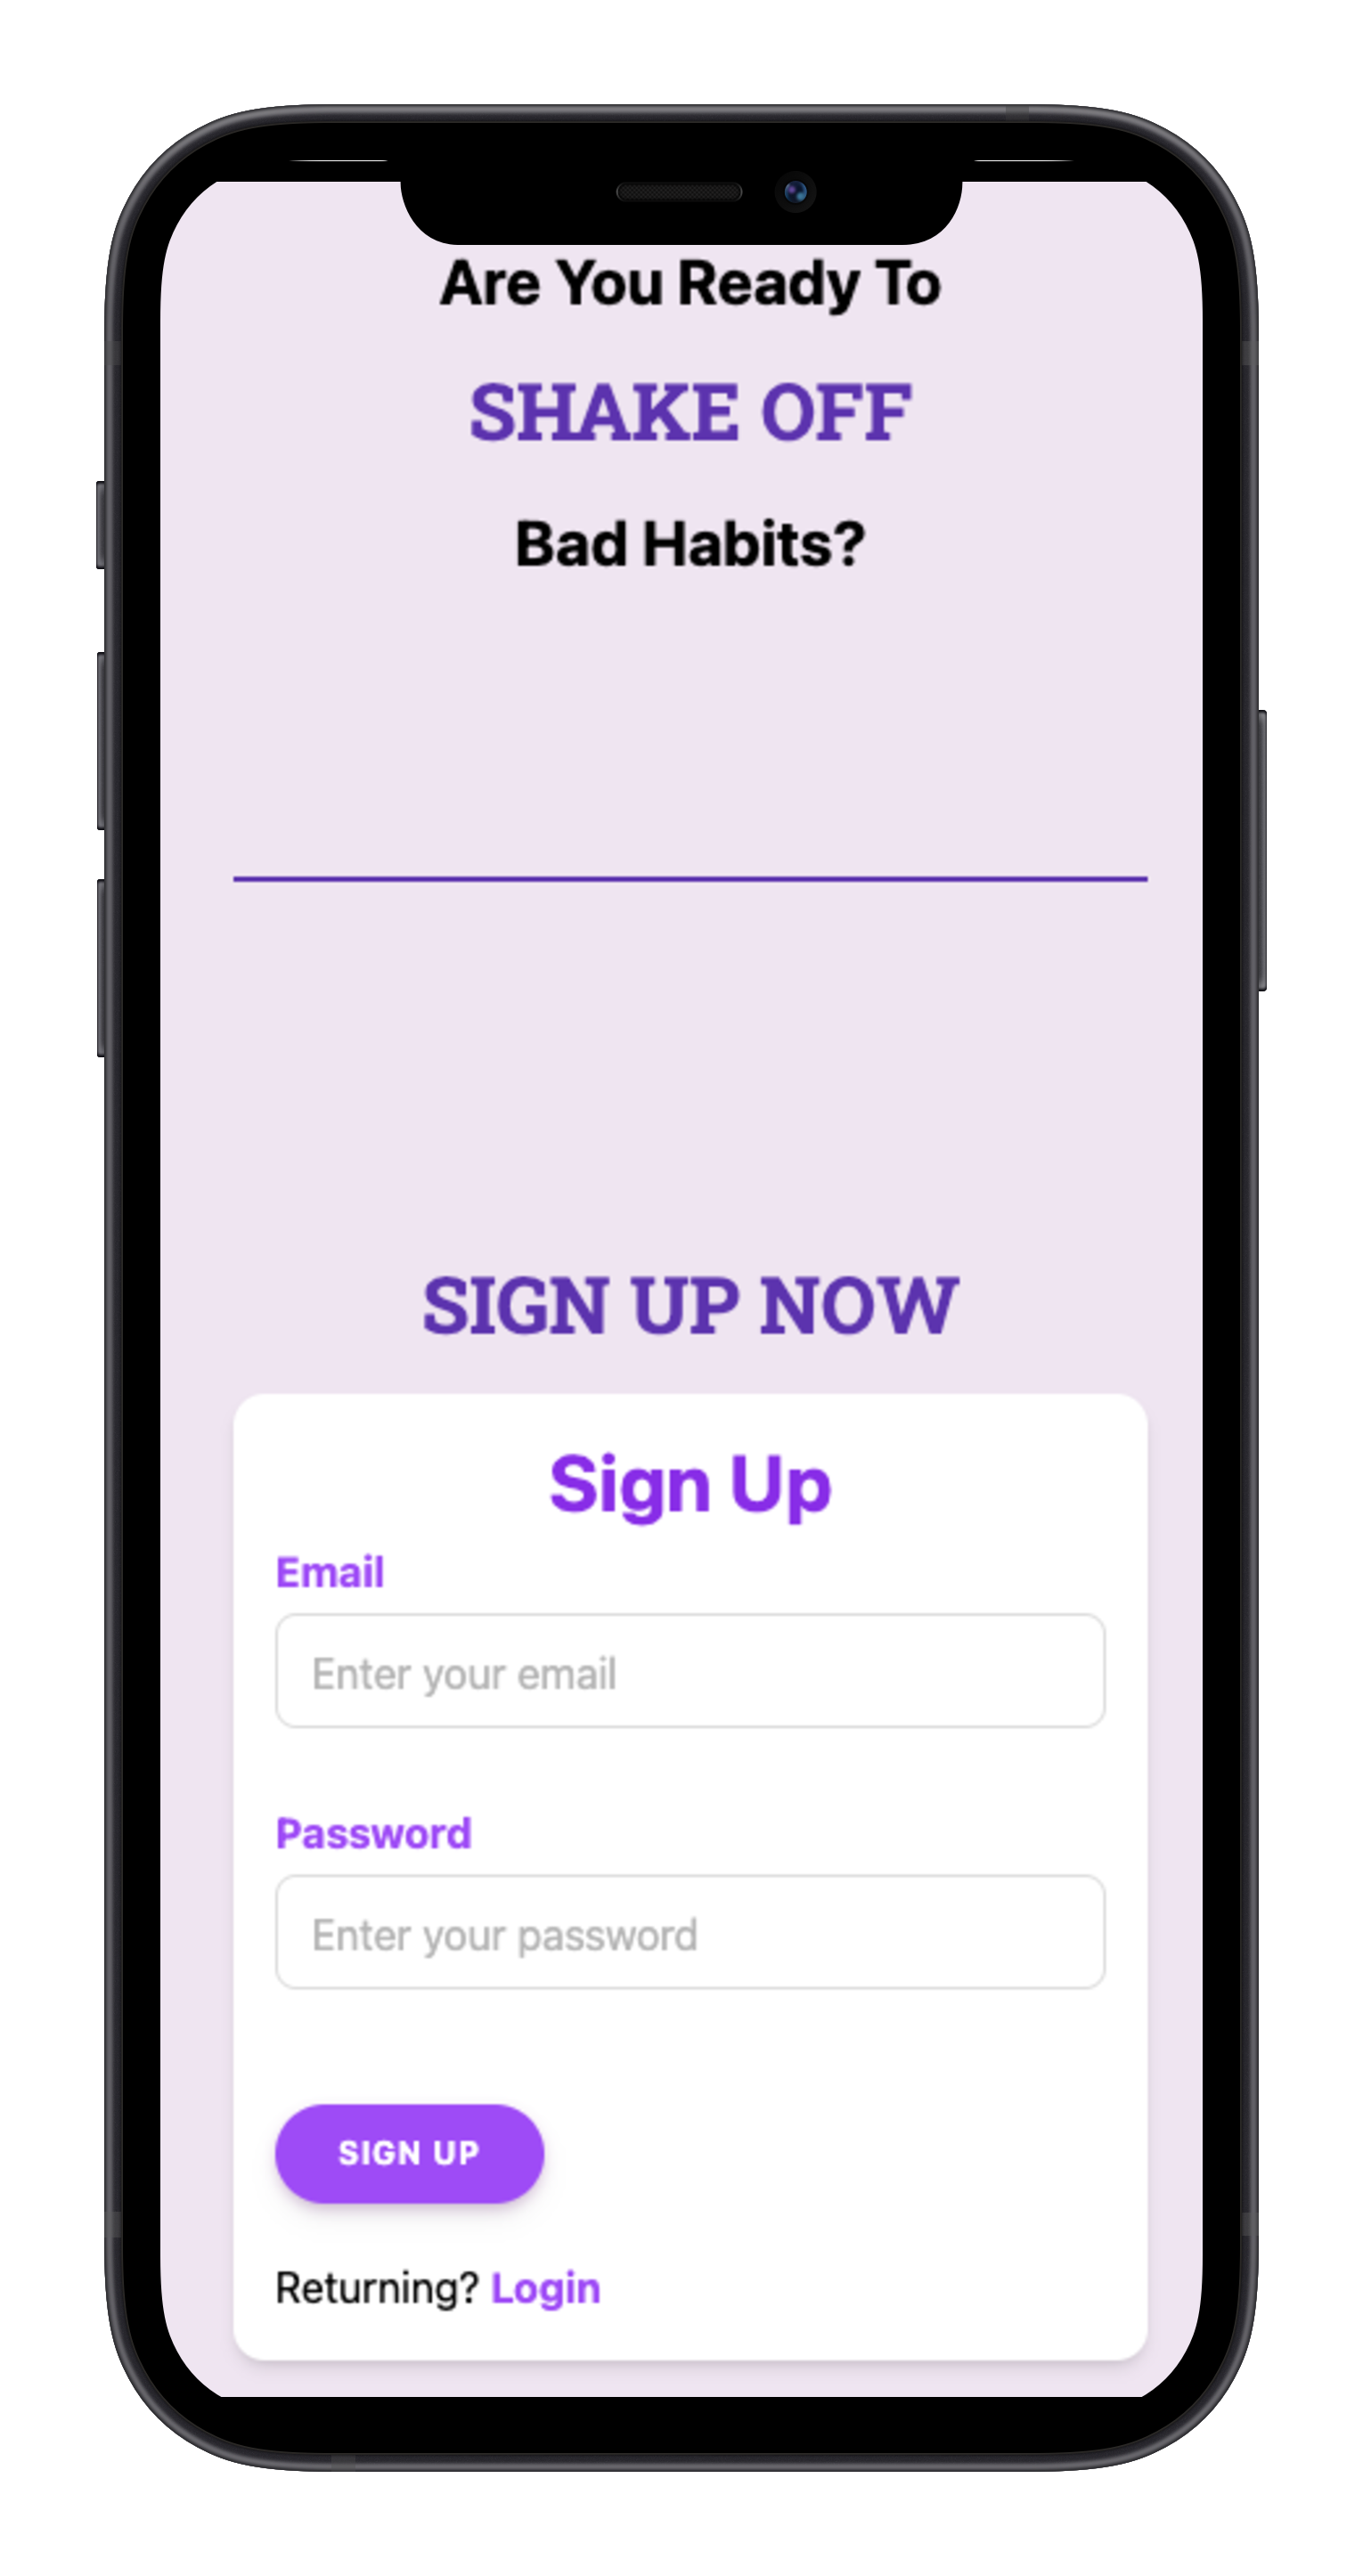 Are You Ready To
SHAKE OFF
Bad Habits?
SIGN UP NOW
Sign Up
Email
Enter your email
Password
Enter your password
SIGN UP
Returning? Login